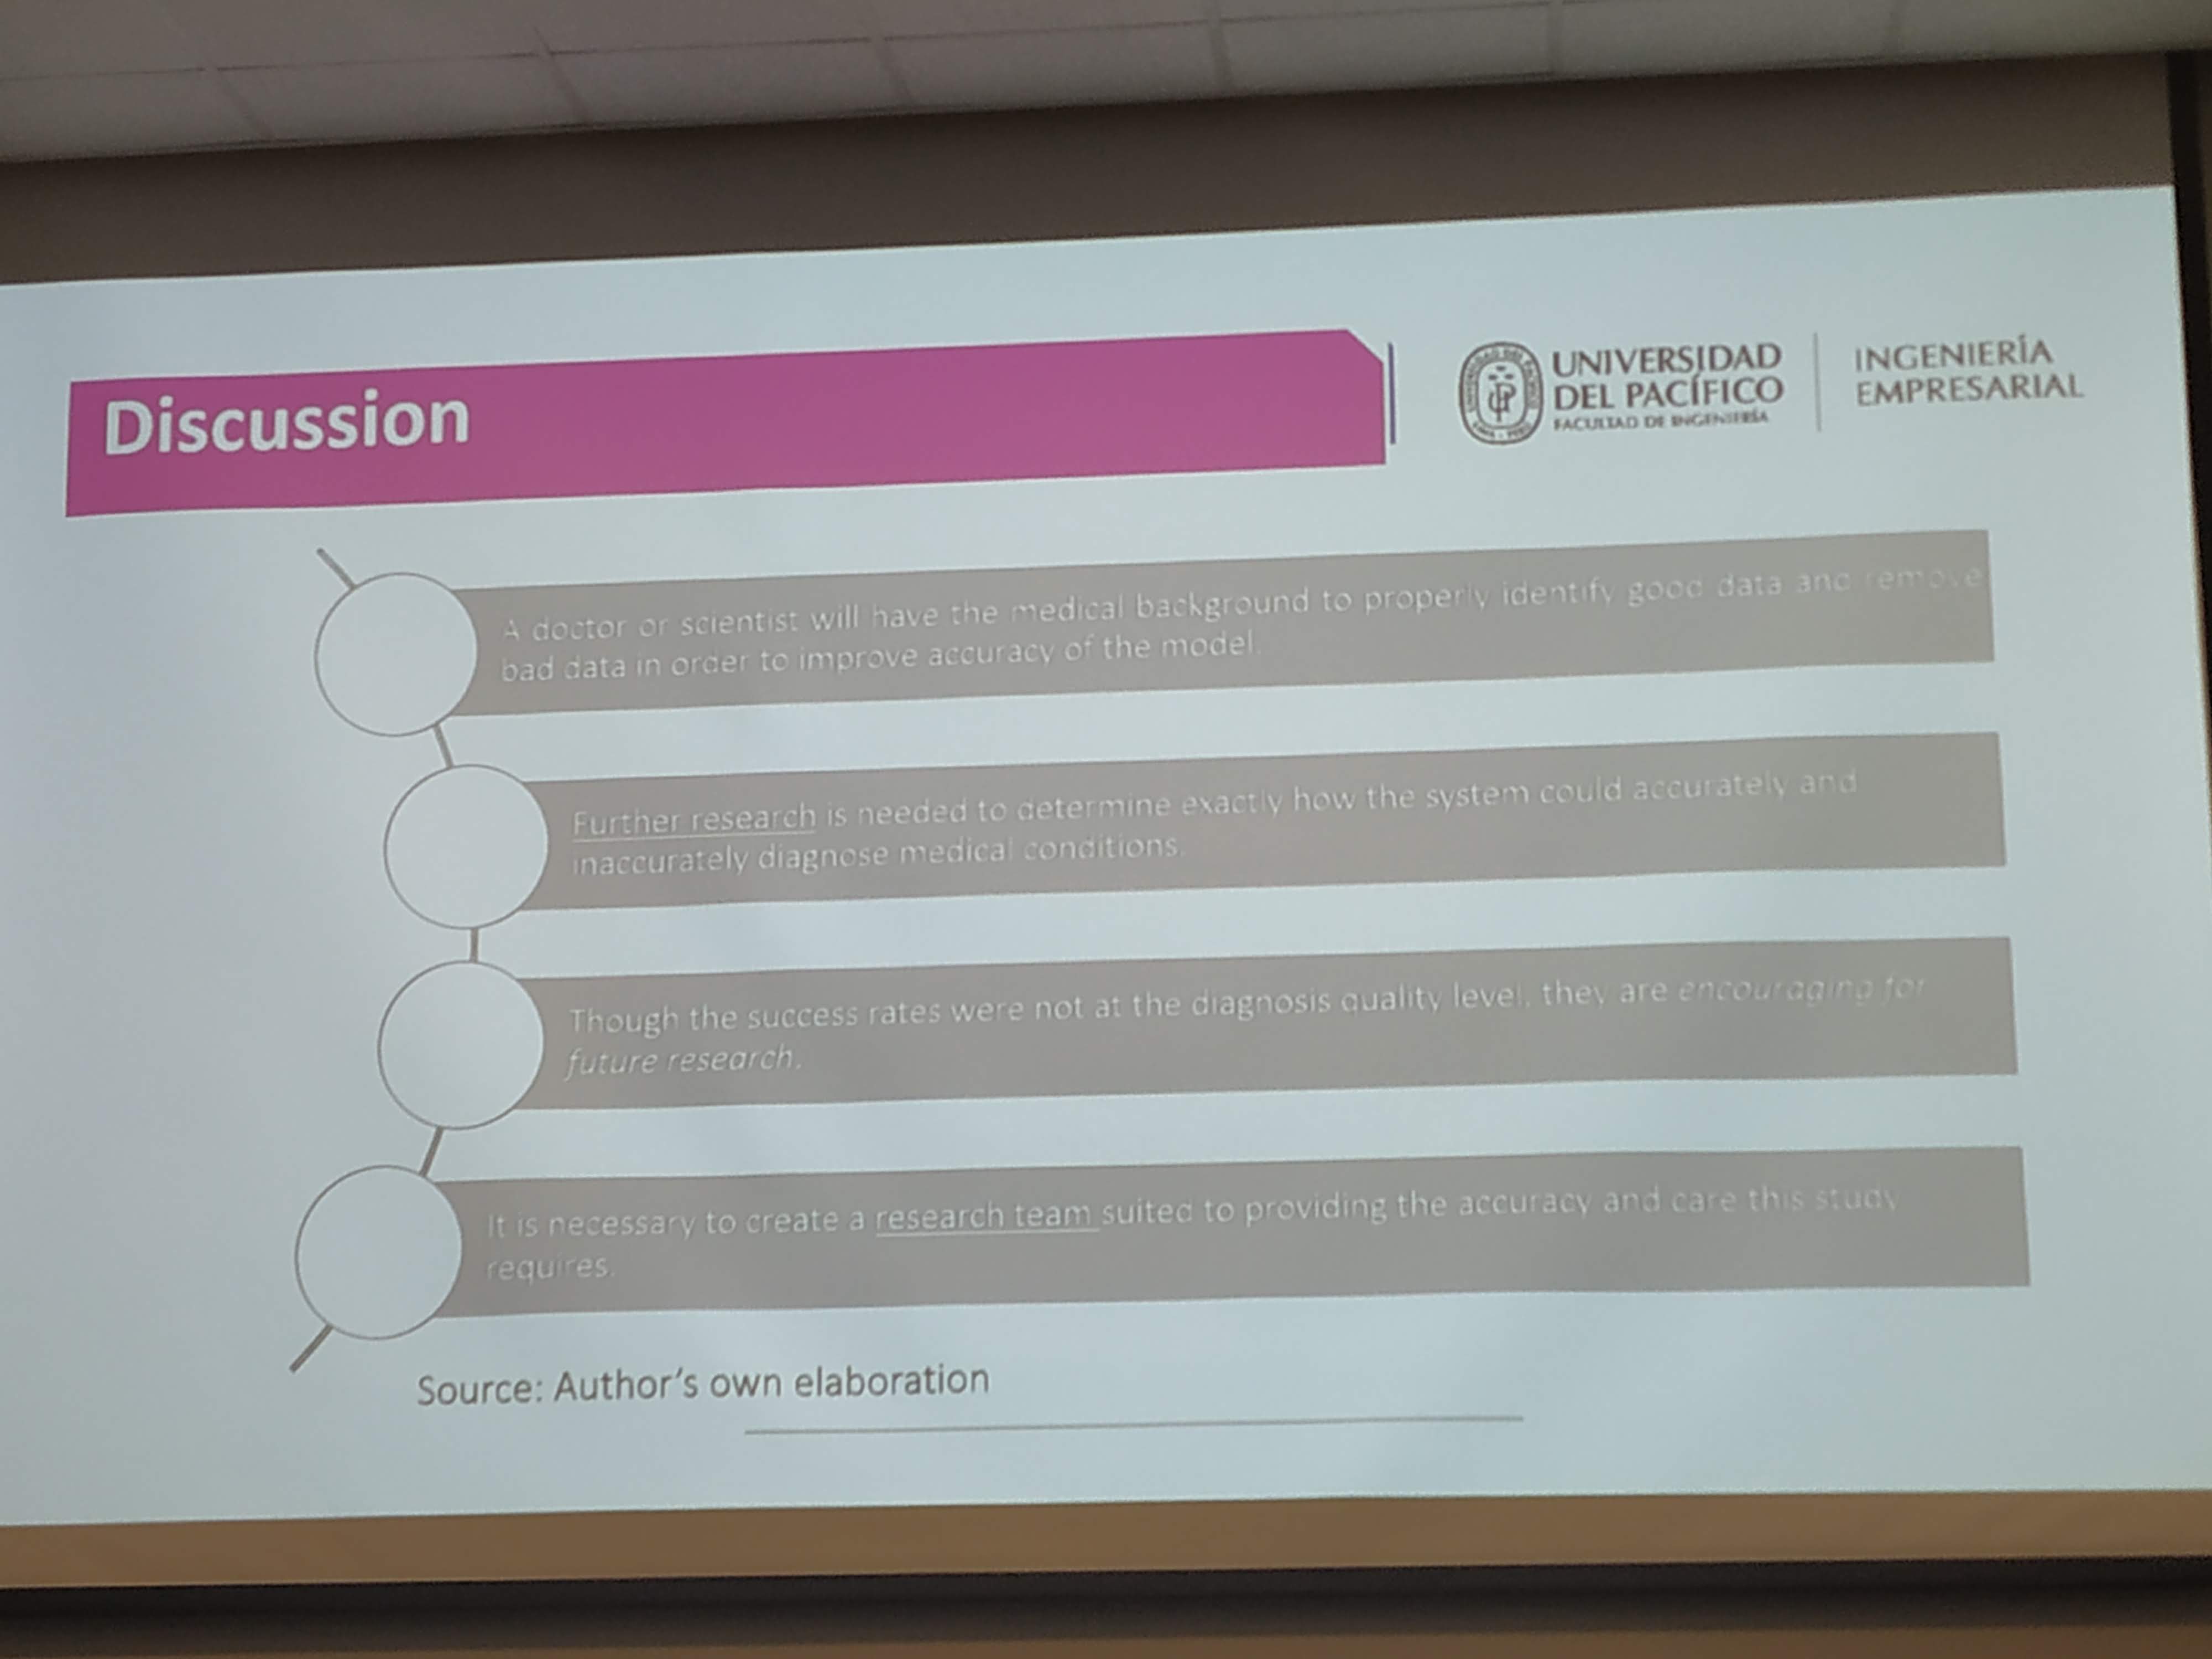 Discussion
UNIVERSIDAD
DEL PACÍFICO
FACULTAD DE INGENIERÍA
INGENIERÍA
EMPRESARIAL
A doctor or scientist will have the medical background to properly identify good data and remove
bad data in order to improve accuracy of the model.
Further research is needed to determine exactly how the system could accurately and
inaccurately diagnose medical conditions.
Though the success rates were not at the diagnosis quality level, they are encouraging for
future research.
It is necessary to create a research team suited to providing the accuracy and care this study
requires.
Source: Author's own elaboration